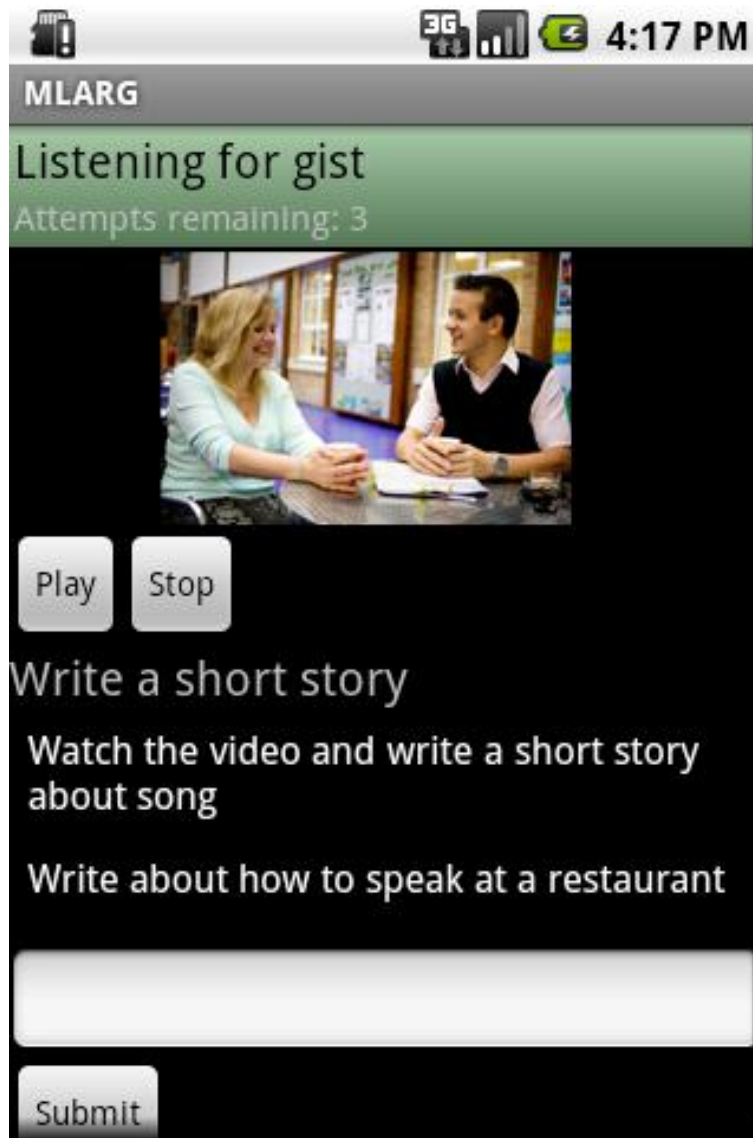 3G 4:17 PM
MLARG
Listening for gist
Attempts remaining: 3
Play Stop
Write a short story
Watch the video and write a short story
about song
Write about how to speak at a restaurant
Submit